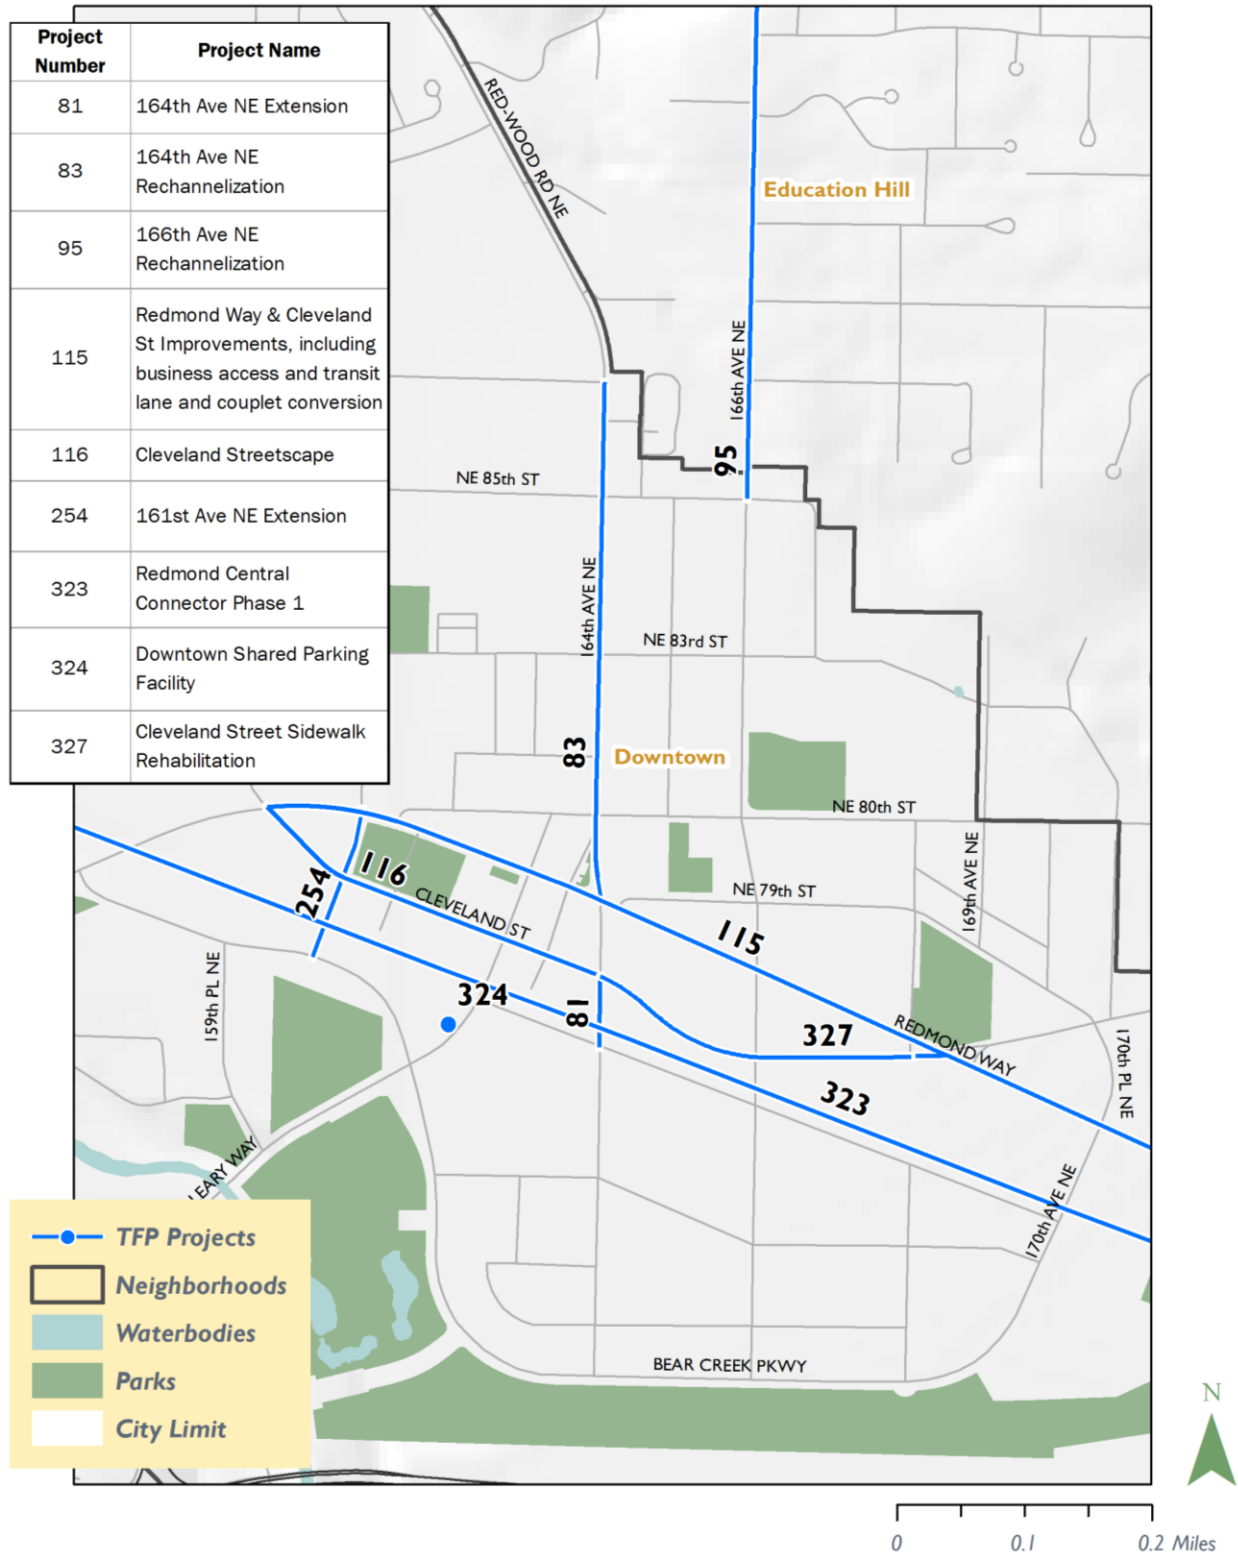 Project
Number
Project Name
81
164th Ave NE Extension
83
164th Ave NE
Rechannelization
95
166th Ave NE
Rechannelization
115
Redmond Way & Cleveland
St Improvements, including
business access and transit
lane and couplet conversion
116
Cleveland Streetscape
254
161st Ave NE Extension
323
Redmond Central
Connector Phase 1
324
Downtown Shared Parking
Facility
327
Cleveland Street Sidewalk
Rehabilitation
RED-WOOD RD NE
Education Hill
166th AVE NE
95
NE 85th ST
164th AVE NE
NE 83rd ST
83
Downtown
NE 80th ST
169th AVE NE
116
254
CLEVELAND ST
NE 79th ST
115
159th PL NE
324
81
327
REDMOND WAY
170th PL NE
323
LEARY WAY
170th AVE NE
BEAR CREEK PKWY
TFP Projects
Neighborhoods
Waterbodies
Parks
City Limit
N
0 0.1 0.2 Miles